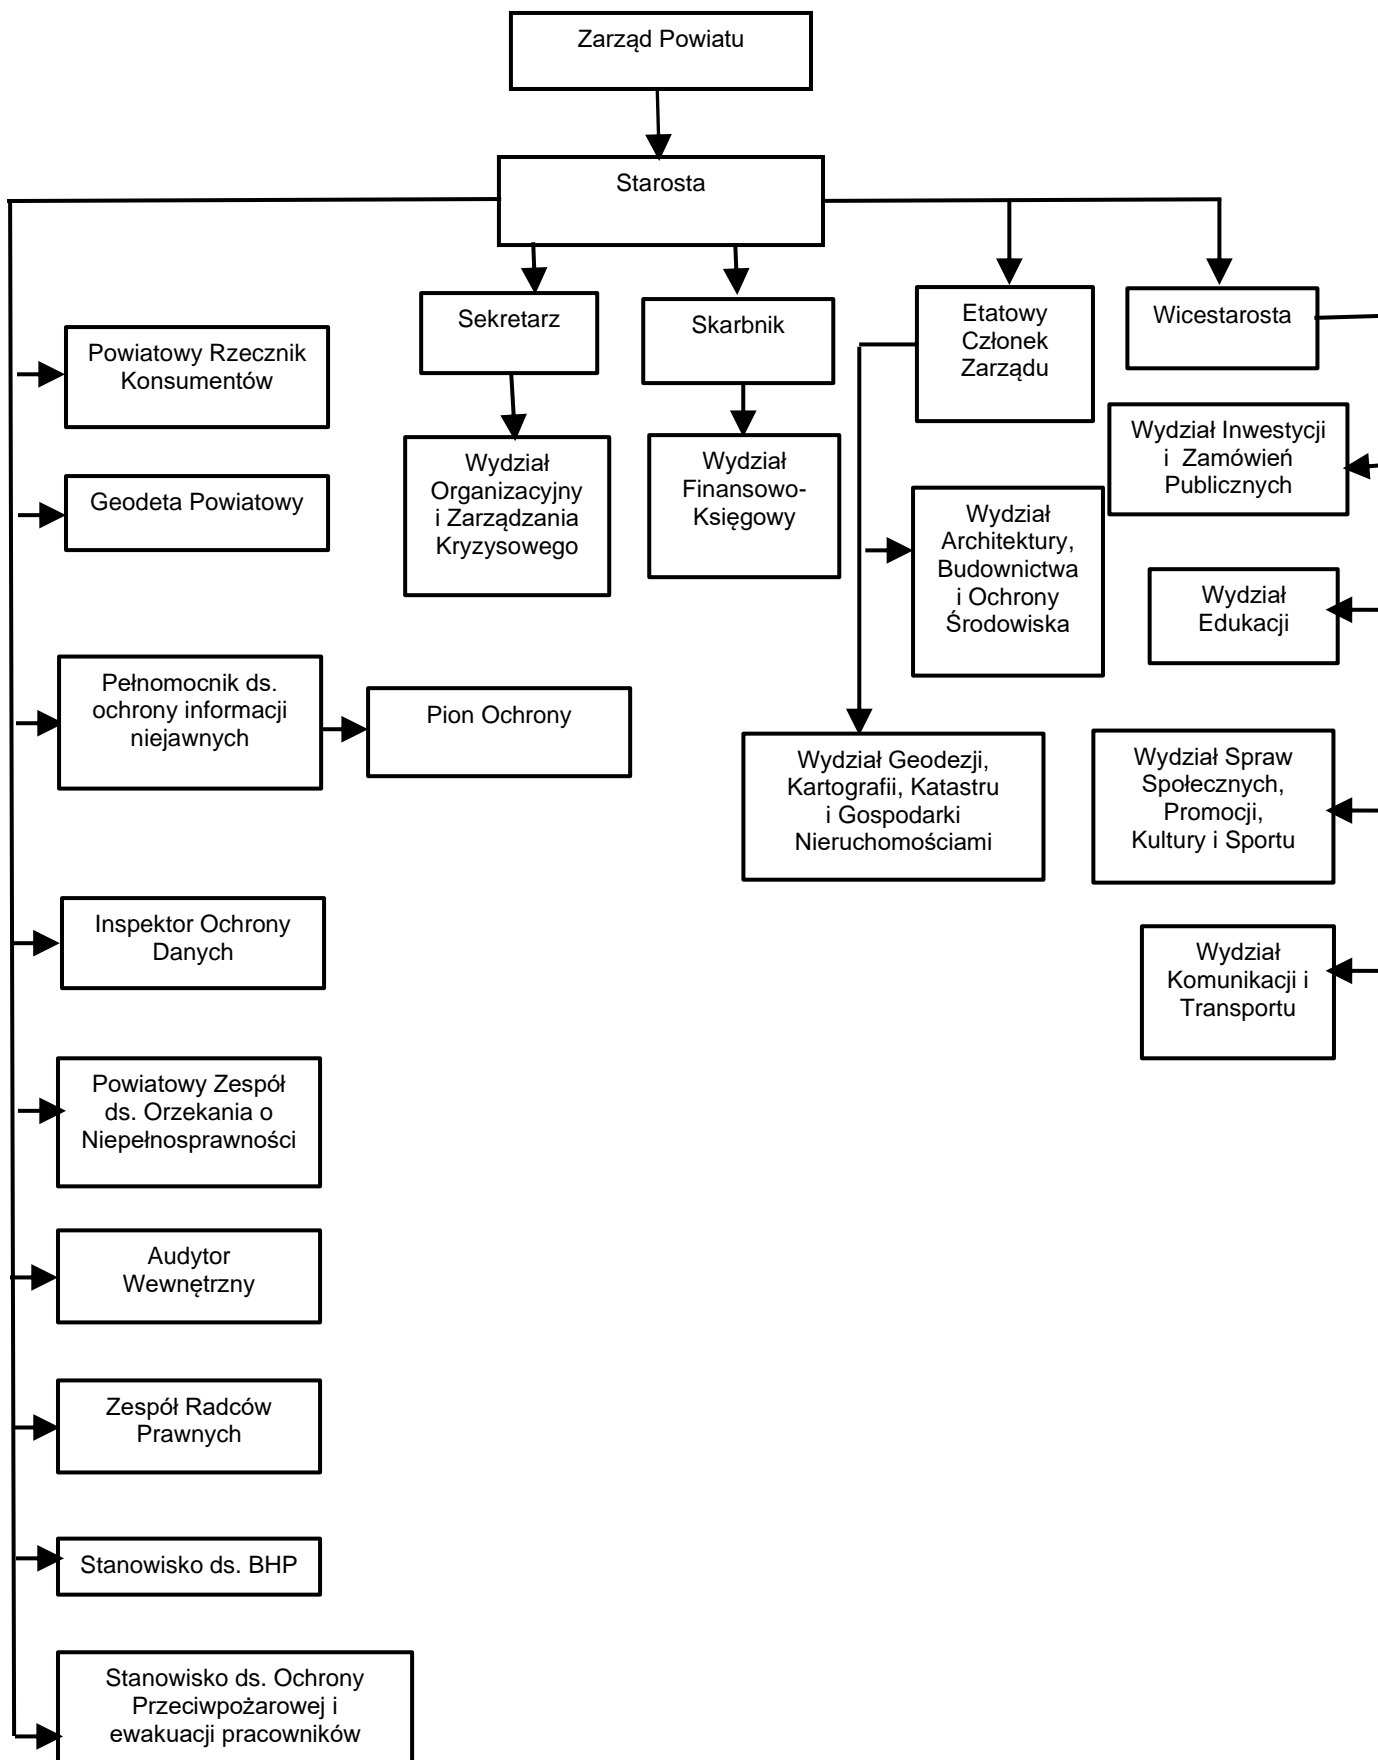 Zarząd Powiatu
Starosta
Sekretarz
Skarbnik
Etatowy
Członek
Zarządu
Wicestarosta
Powiatowy Rzecznik
Konsumentów
Wydział
Organizacyjny
i Zarządzania
Kryzysowego
Wydział
Finansowo-
Księgowy
Wydział Inwestycji
i Zamówień
Publicznych
Geodeta Powiatowy
Wydział
Architektury,
Budownictwa
i Ochrony
Środowiska
Wydział
Edukacji
Pełnomocnik ds.
ochrony informacji
niejawnych
Pion Ochrony
Wydział Geodezji,
Kartografii, Katastru
i Gospodarki
Nieruchomościami
Wydział Spraw
Społecznych,
Promocji,
Kultury i Sportu
Inspektor Ochrony
Danych
Wydział
Komunikacji i
Transportu
Powiatowy Zespół
ds. Orzekania o
Niepełnosprawności
Audytor
Wewnętrzny
Zespół Radców
Prawnych
Stanowisko ds. BHP
Stanowisko ds. Ochrony
Przeciwpożarowej i
ewakuacji pracowników